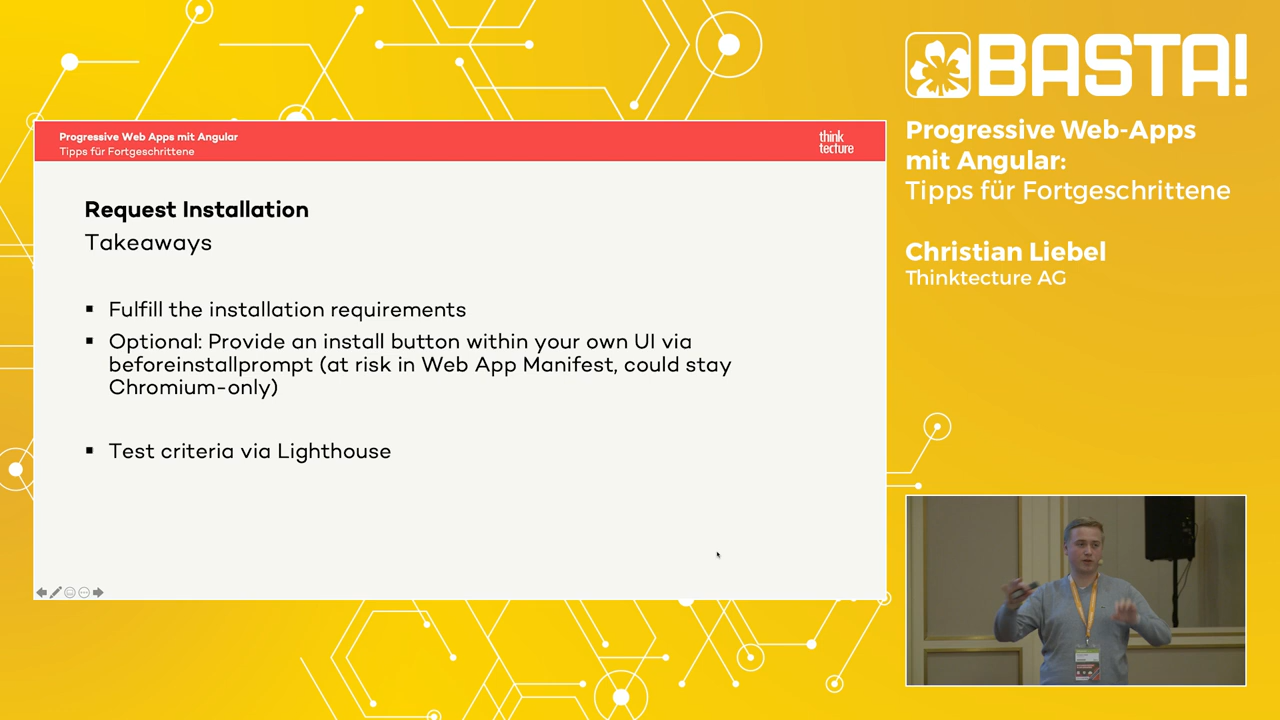 BASTA!
Progressive Web-Apps
mit Angular:
Tipps für Fortgeschrittene
Christian Liebel
Thinktecture AG
Progressive Web Apps mit Angular
Tipps für Fortgeschrittene
think
tecture
Request Installation
Takeaways
▪ Fulfill the installation requirements
▪ Optional: Provide an install button within your own UI via
beforeinstallprompt (at risk in Web App Manifest, could stay
Chromium-only)
▪ Test criteria via Lighthouse